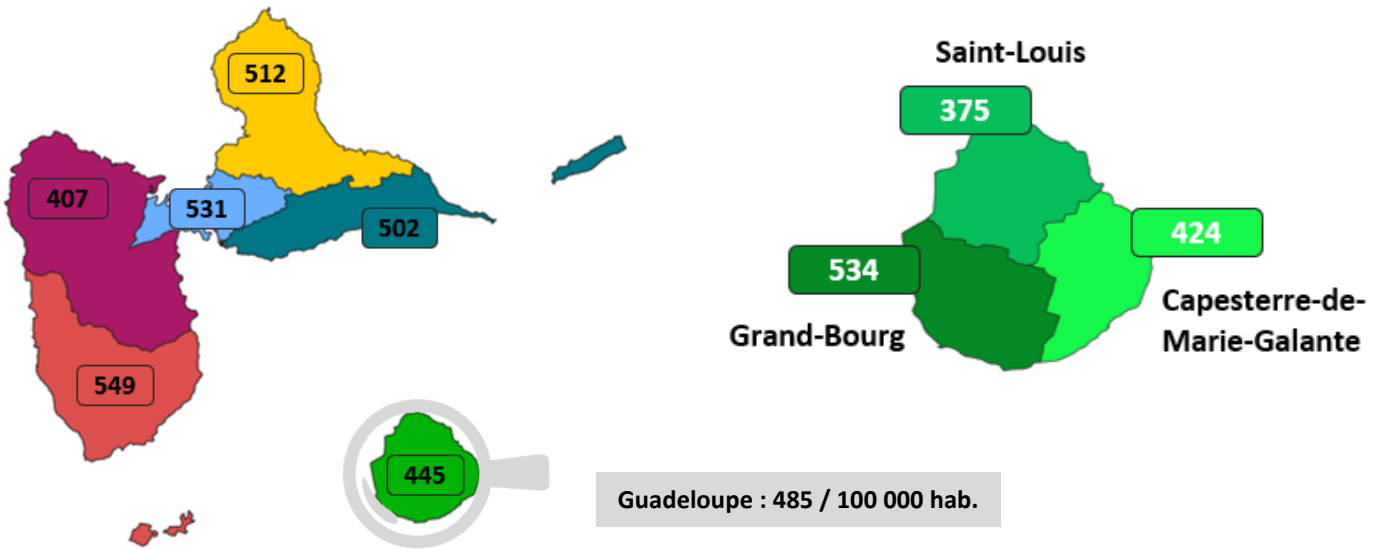 512
407
531
502
549
445
Saint-Louis
375
424
534
Capesterre-de-
Marie-Galante
Grand-Bourg
Guadeloupe : 485 / 100 000 hab.